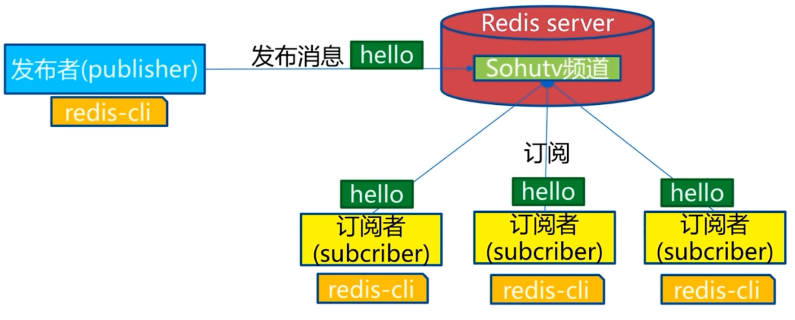 Redis server
发布者(publisher)
发布消息
hello
Sohutv频道
redis-cli
订阅
hello
hello
hello
订阅者
(subcriber)
订阅者
(subcriber)
订阅者
(subcriber)
redis-cli
redis-cli
redis-cli